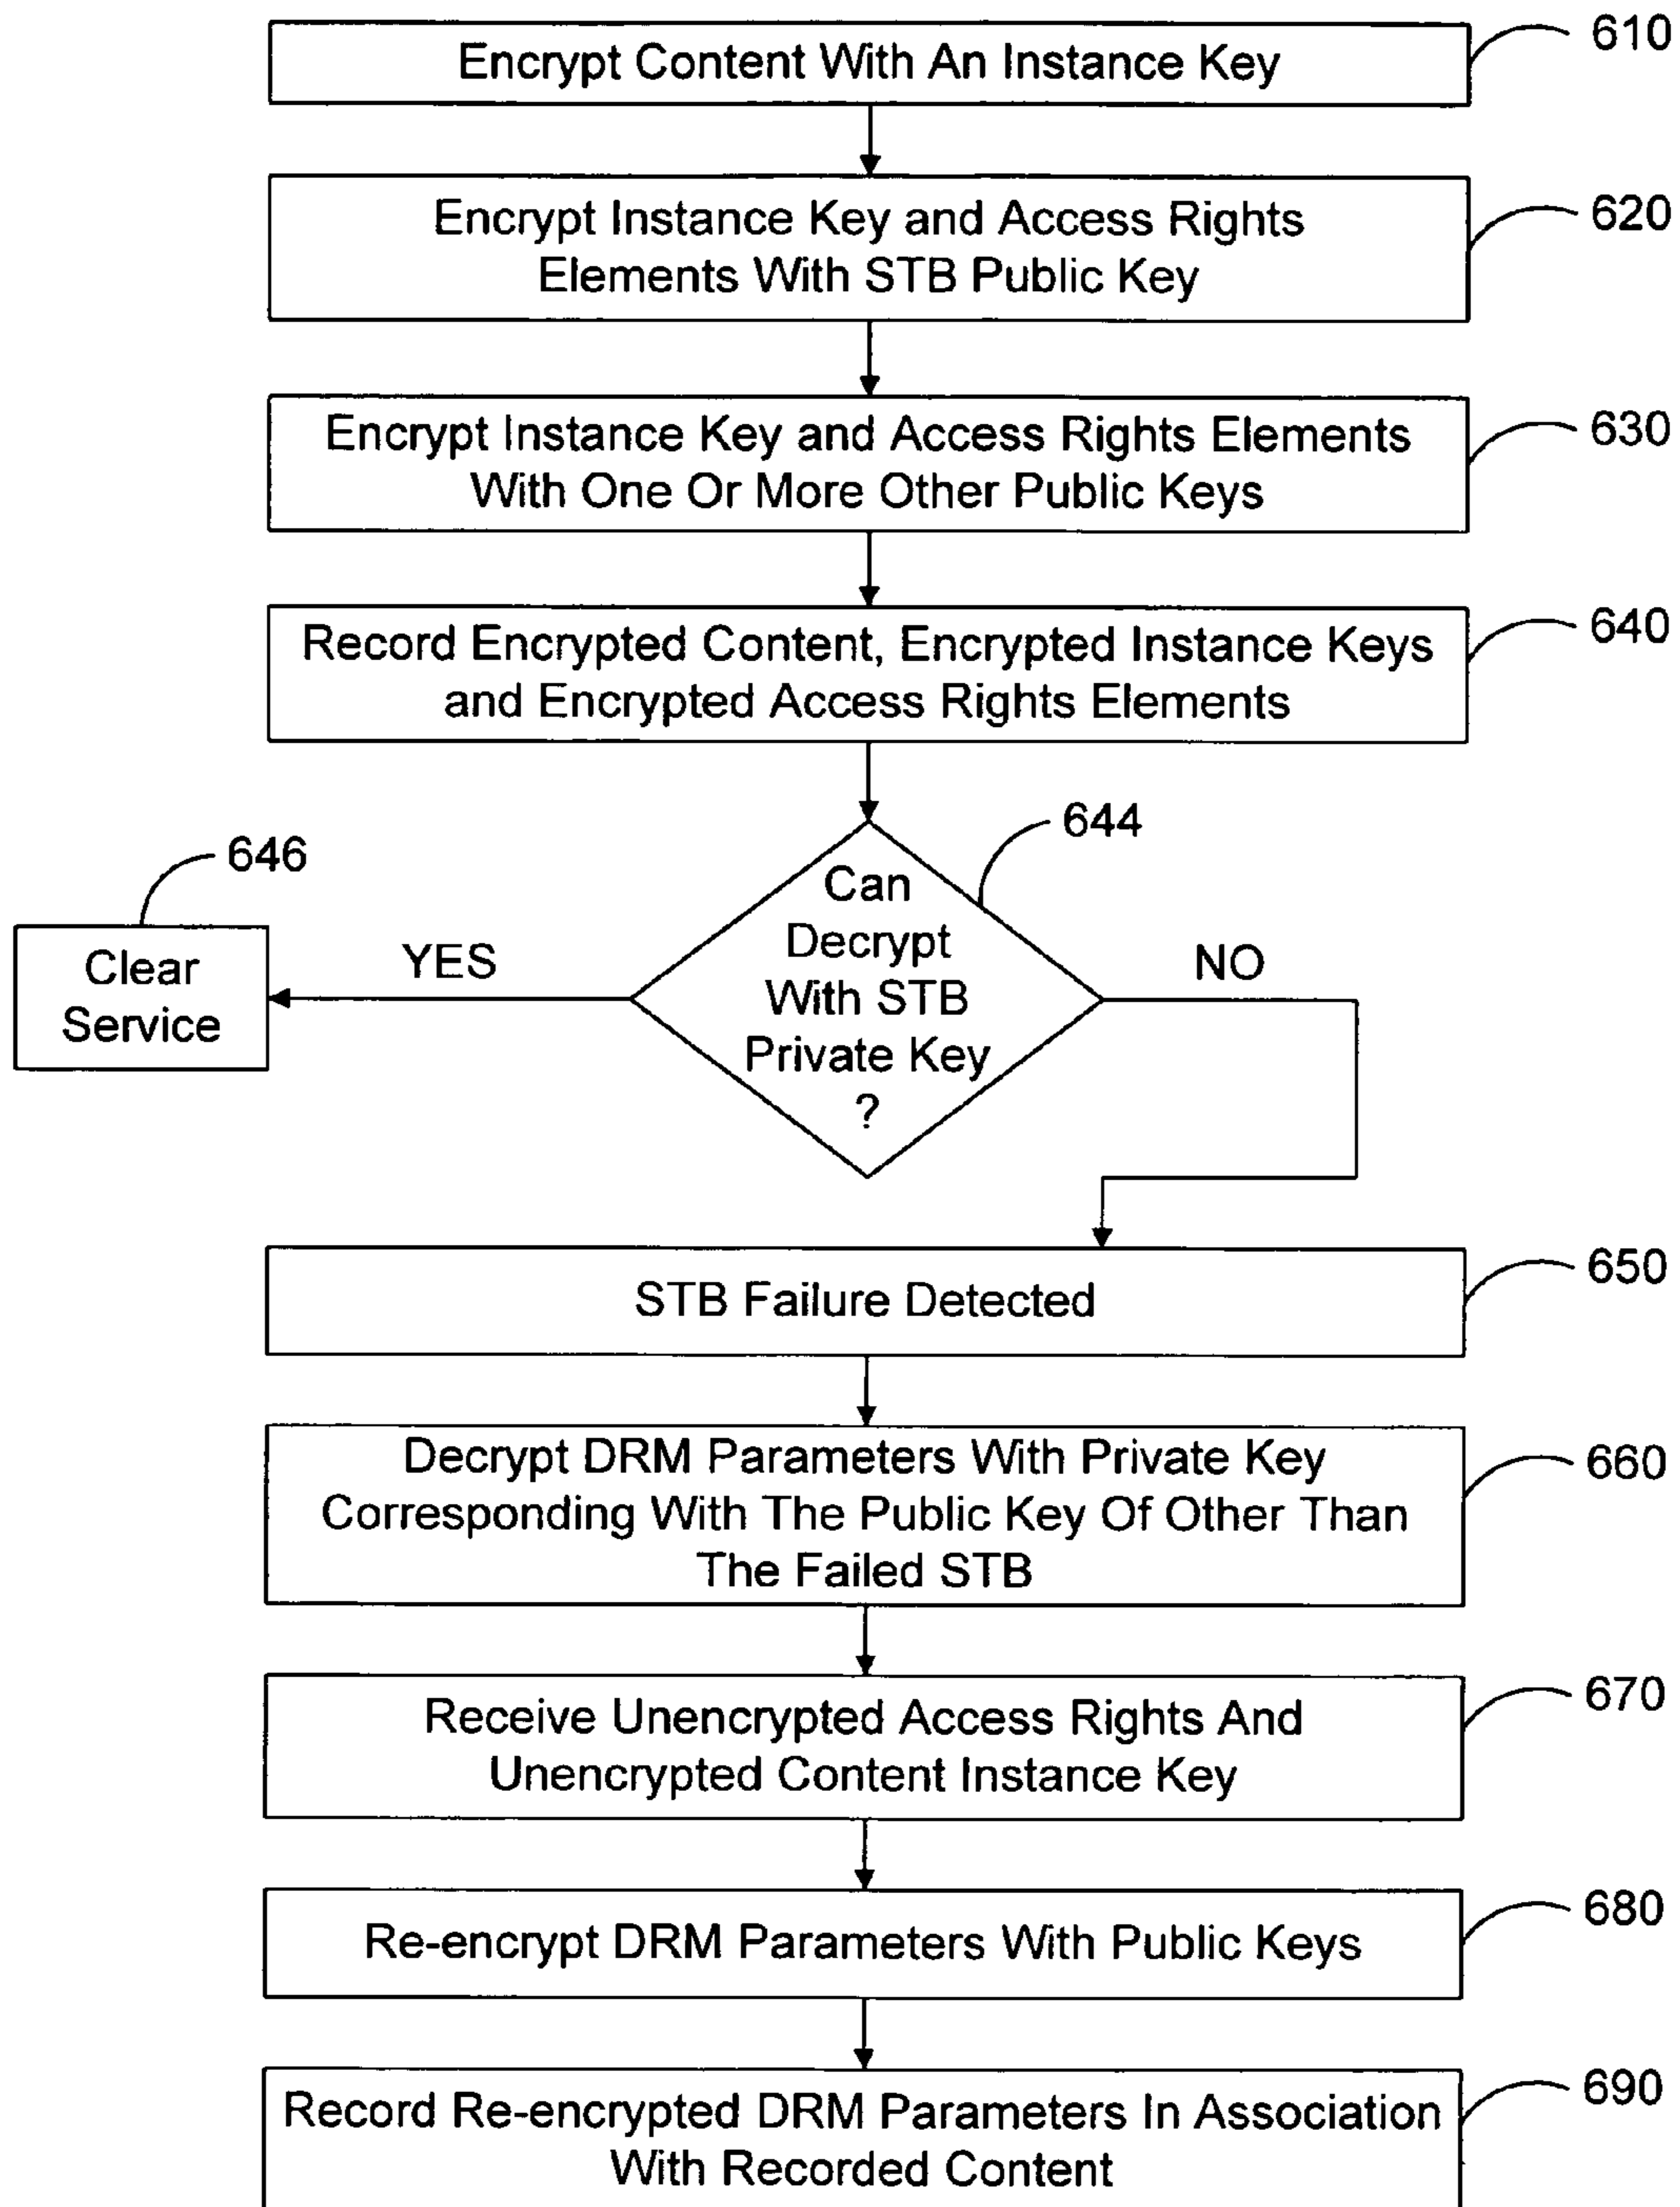 Encrypt Content With An Instance Key
610
Encrypt Instance Key and Access Rights
Elements With STB Public Key
620
Encrypt Instance Key and Access Rights Elements
With One Or More Other Public Keys
630
Record Encrypted Content, Encrypted Instance Keys
and Encrypted Access Rights Elements
640
644
Can
Decrypt
With STB
Private Key
?
646
YES
NO
Clear
Service
STB Failure Detected
650
Decrypt DRM Parameters With Private Key
Corresponding With The Public Key Of Other Than
The Failed STB
660
Receive Unencrypted Access Rights And
Unencrypted Content Instance Key
670
Re-encrypt DRM Parameters With Public Keys
680
Record Re-encrypted DRM Parameters In Association
With Recorded Content
690